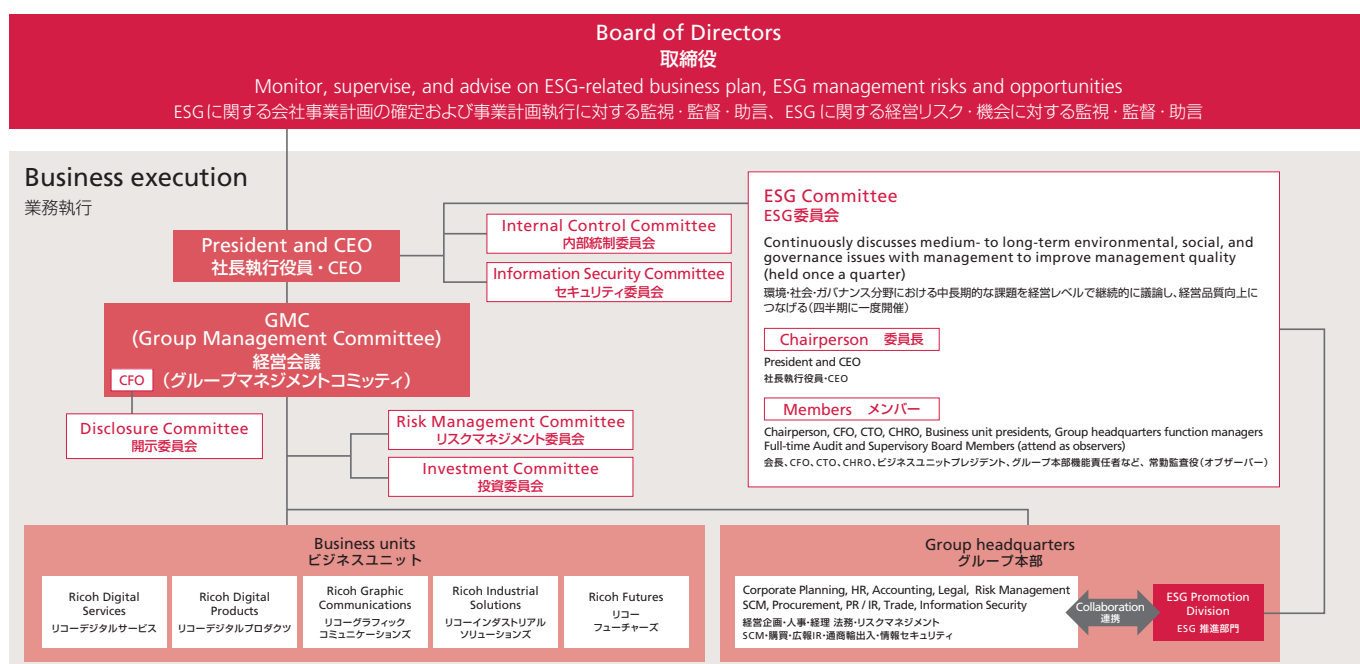 Board of Directors
取締役
Monitor, supervise, and advise on ESG-related business plan, ESG management risks and opportunities
ESGに関する会社事業計画の確定および事業計画執行に対する監視・監督・助言、ESGに関する経営リスク・機会に対する監視・監督・助言
Business execution
業務執行
President and CEO
社長執行役員・CEO
Internal Control Committee
内部統制委員会
Information Security Committee
セキュリティ委員会
GMC
(Group Management Committee)
経営会議
CFO
（グループマネジメントコミッティ）
Disclosure Committee
開示委員会
Risk Management Committee
リスクマネジメント委員会
Investment Committee
投資委員会
ESG Committee
ESG委員会
Continuously discusses medium- to long-term environmental, social, and
governance issues with management to improve management quality
(held once a quarter)
環境・社会・ガバナンス分野における中長期的な課題を経営レベルで継続的に議論し、経営品質向上に
つなげる（四半期に一度開催）
Chairperson 委員長
President and CEO
社長執行役員・CEO
Members メンバー
Chairperson, CFO, CTO, CHRO, Business unit presidents, Group headquarters function managers
Full-time Audit and Supervisory Board Members (attend as observers)
会長、CFO、CTO、CHRO、ビジネスユニットプレジデント、グループ本部機能責任者など、常勤監査役（オブザーバー）
Business units
ビジネスユニット
Ricoh Digital
Services
リコーデジタルサービス
Ricoh Digital
Products
リコーデジタルプロダクツ
Ricoh Graphic
Communications
リコーグラフィック
コミュニケーションズ
Ricoh Industrial
Solutions
リコーインダストリアル
ソリューションズ
Ricoh Futures
リコー
フューチャーズ
Group headquarters
グループ本部
Corporate Planning, HR, Accounting, Legal, Risk Management
SCM, Procurement, PR / IR, Trade, Information Security
経営企画・人事・経理 法務・リスクマネジメント
SCM・購買・広報IR・通商輸出入・情報セキュリティ
Collaboration
連携
ESG Promotion
Division
ESG 推進部門